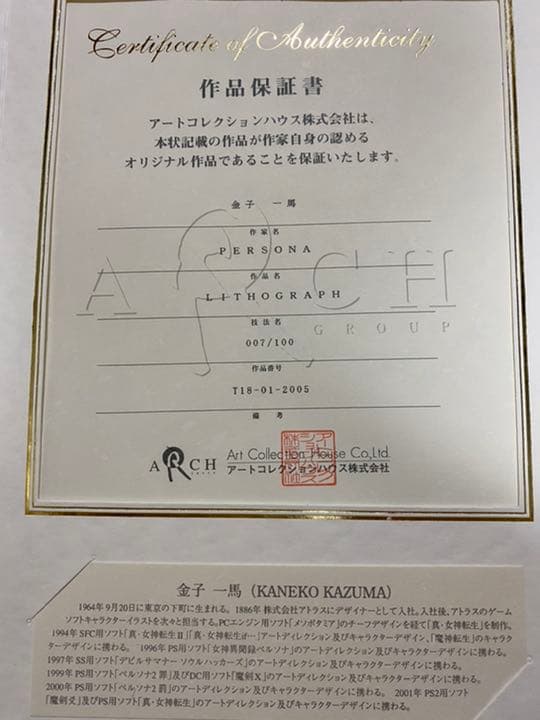 Certificate of Authenticity
作品保証書
アートコレクションハウス株式会社は、
本状記載の作品が作家自身の認める
オリジナル作品であることを保証いたします。
金子 一馬
作家名
PERSONA
作品名
LITHOGRAPH
技法名
007/100
作品番号
T18-01-2005
備考
ARCH
GROUP
ARCH
Art Collection House Co.,Ltd.
アートコレクションハウス株式会社
金子 一馬 (KANEKO KAZUMA)
1964年9月20日に東京の下町に生まれる。1886年 株式会社アトラスにデザイナーとして入社。入社後、アトラスのゲーム
ソフトキャラクターイラストを次々と担当する。PCエンジン用ソフト「メソポタミア」のチーフデザインを経て「真・女神転生」を制作。
1994年 SFC用ソフト「真・女神転生II」「真・女神転生if…」アートディレクション及びキャラクターデザイン、「魔神転生」のキャラク
ターデザインに携わる。 1996年 PS用ソフト「女神異聞録ペルソナ」のアートディレクション及びキャラクターデザインに携わる。
1997年 SS用ソフト「デビルサマナー ソウルハッカーズ」のアートディレクション及びキャラクターデザインに携わる。
1999年 PS用ソフト「ペルソナ2 罪」及びDC用ソフト「魔剣X」のアートディレクション及びキャラクターデザインに携わる。
2000年 PS用ソフト「ペルソナ2 罰」のアートディレクション及びキャラクターデザインに携わる。 2001年 PS2用ソフト
「魔剣爻」及びPS用ソフト「真・女神転生」のアートディレクション及びキャラクターデザインに携わる。